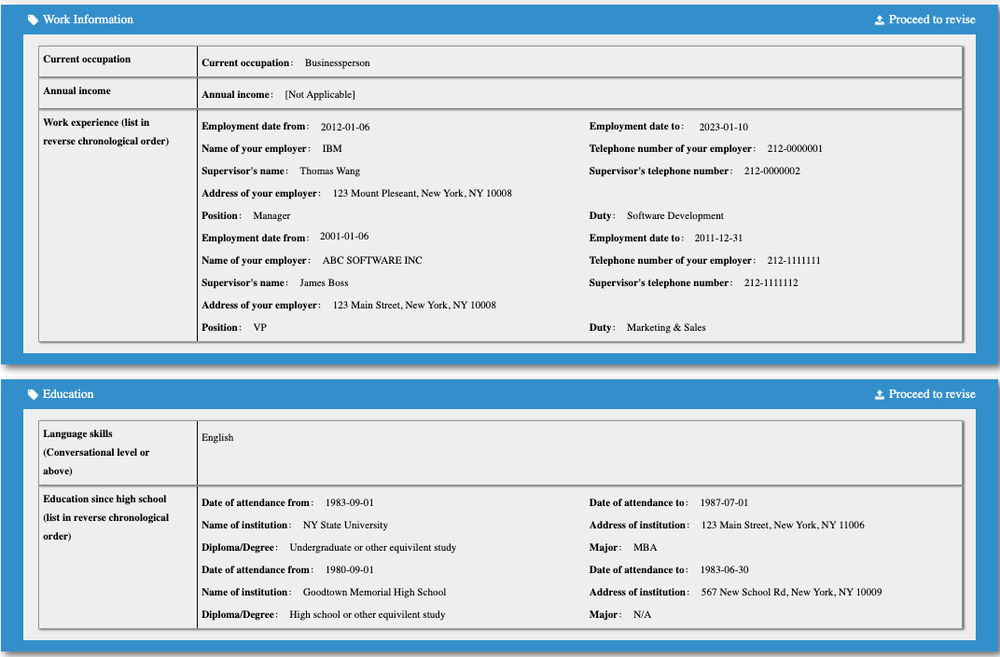 Work Information Proceed to revise
Current occupation Current occupation: Businessperson
Annual income Annual income: [Not Applicable]
Work experience (list in
reverse chronological order)
Employment date from: 2012-01-06 Employment date to: 2023-01-10
Name of your employer: IBM Telephone number of your employer: 212-0000001
Supervisor's name: Thomas Wang Supervisor's telephone number: 212-0000002
Address of your employer: 123 Mount Pleseant, New York, NY 10008
Position: Manager Duty: Software Development
Employment date from: 2001-01-06 Employment date to: 2011-12-31
Name of your employer: ABC SOFTWARE INC Telephone number of your employer: 212-1111111
Supervisor's name: James Boss Supervisor's telephone number: 212-1111112
Address of your employer: 123 Main Street, New York, NY 10008
Position: VP Duty: Marketing & Sales
Education Proceed to revise
Language skills
(Conversational level or
above)
English
Education since high school
(list in reverse chronological
order)
Date of attendance from: 1983-09-01 Date of attendance to: 1987-07-01
Name of institution: NY State University Address of institution: 123 Main Street, New York, NY 11006
Diploma/Degree: Undergraduate or other equivilent study Major: MBA
Date of attendance from: 1980-09-01 Date of attendance to: 1983-06-30
Name of institution: Goodtown Memorial High School Address of institution: 567 New School Rd, New York, NY 10009
Diploma/Degree: High school or other equivilent study Major: N/A